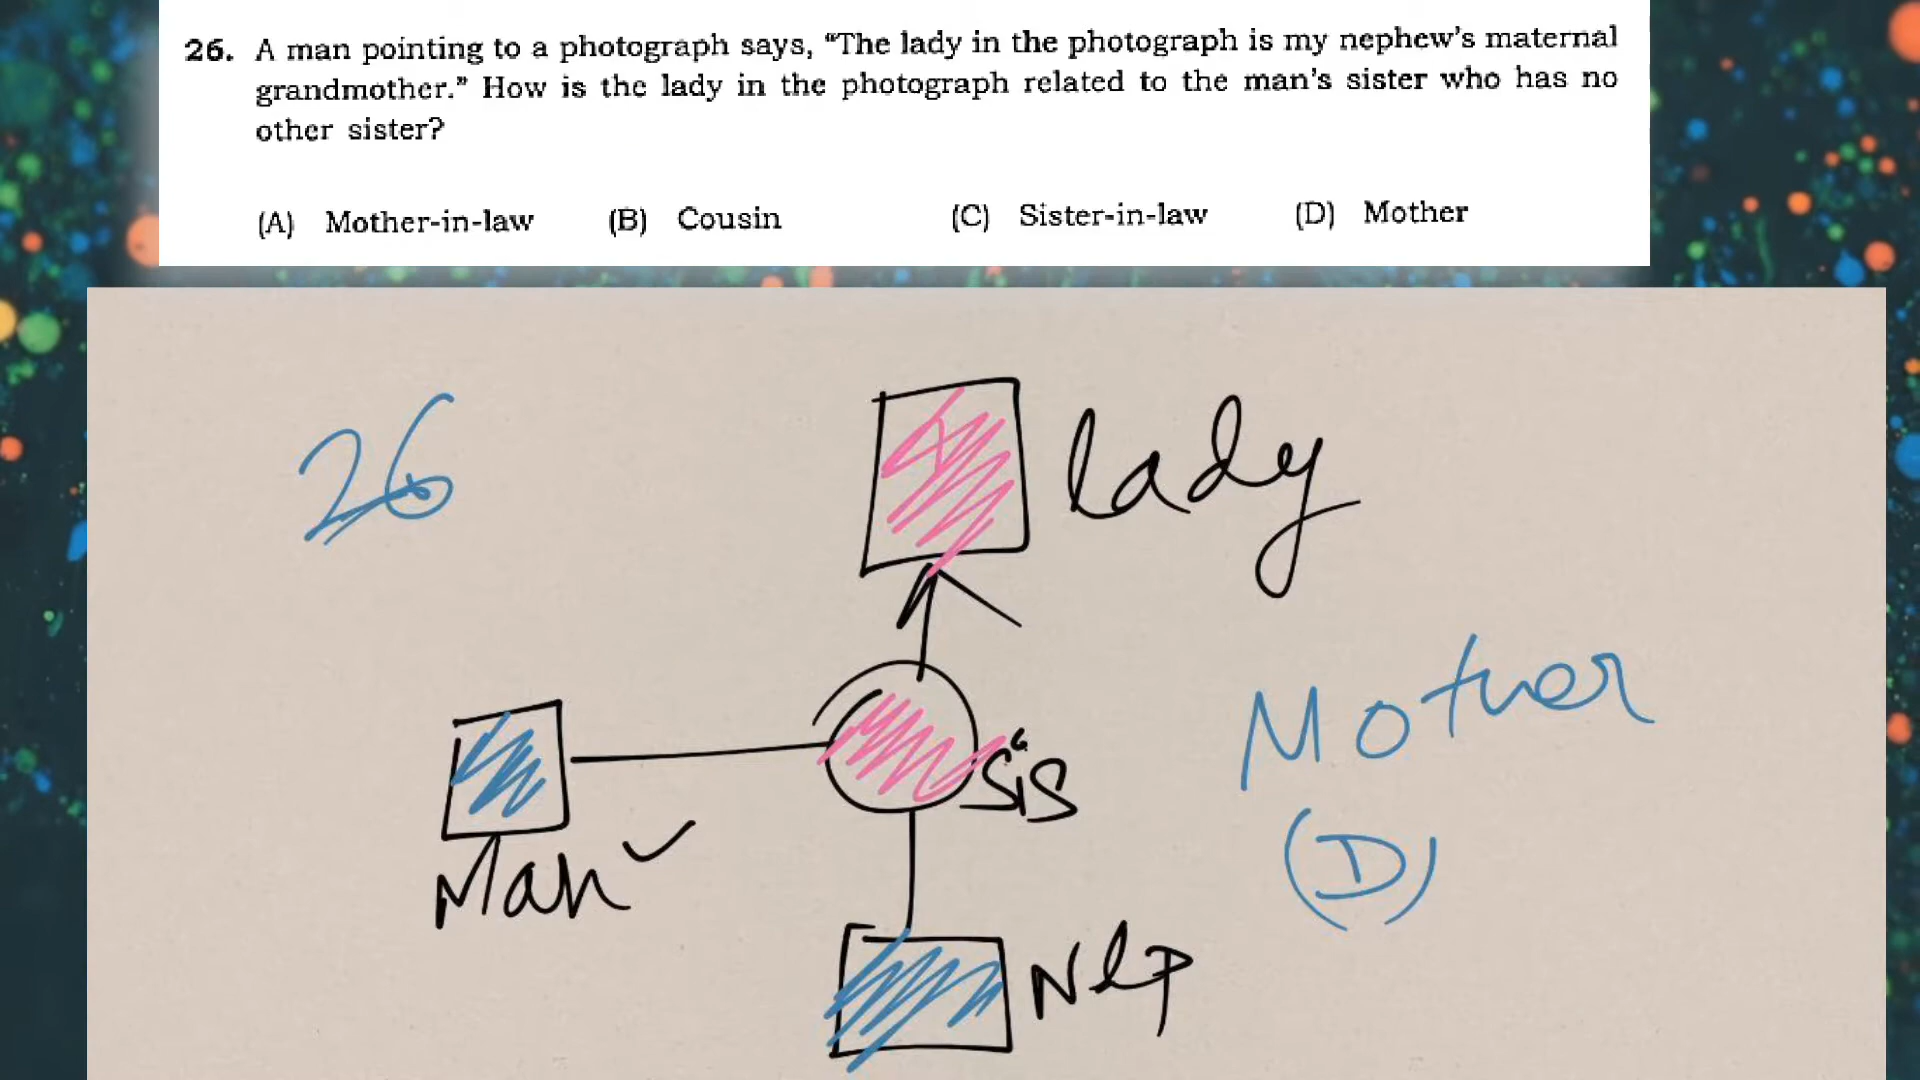 26. A man pointing to a photograph says, "The lady in the photograph is my nephew's maternal
grandmother." How is the lady in the photograph related to the man's sister who has no
other sister?
(A) Mother-in-law (B) Cousin (C) Sister-in-law (D) Mother
26
lady
Mother
Sis
(D)
Man
Nep